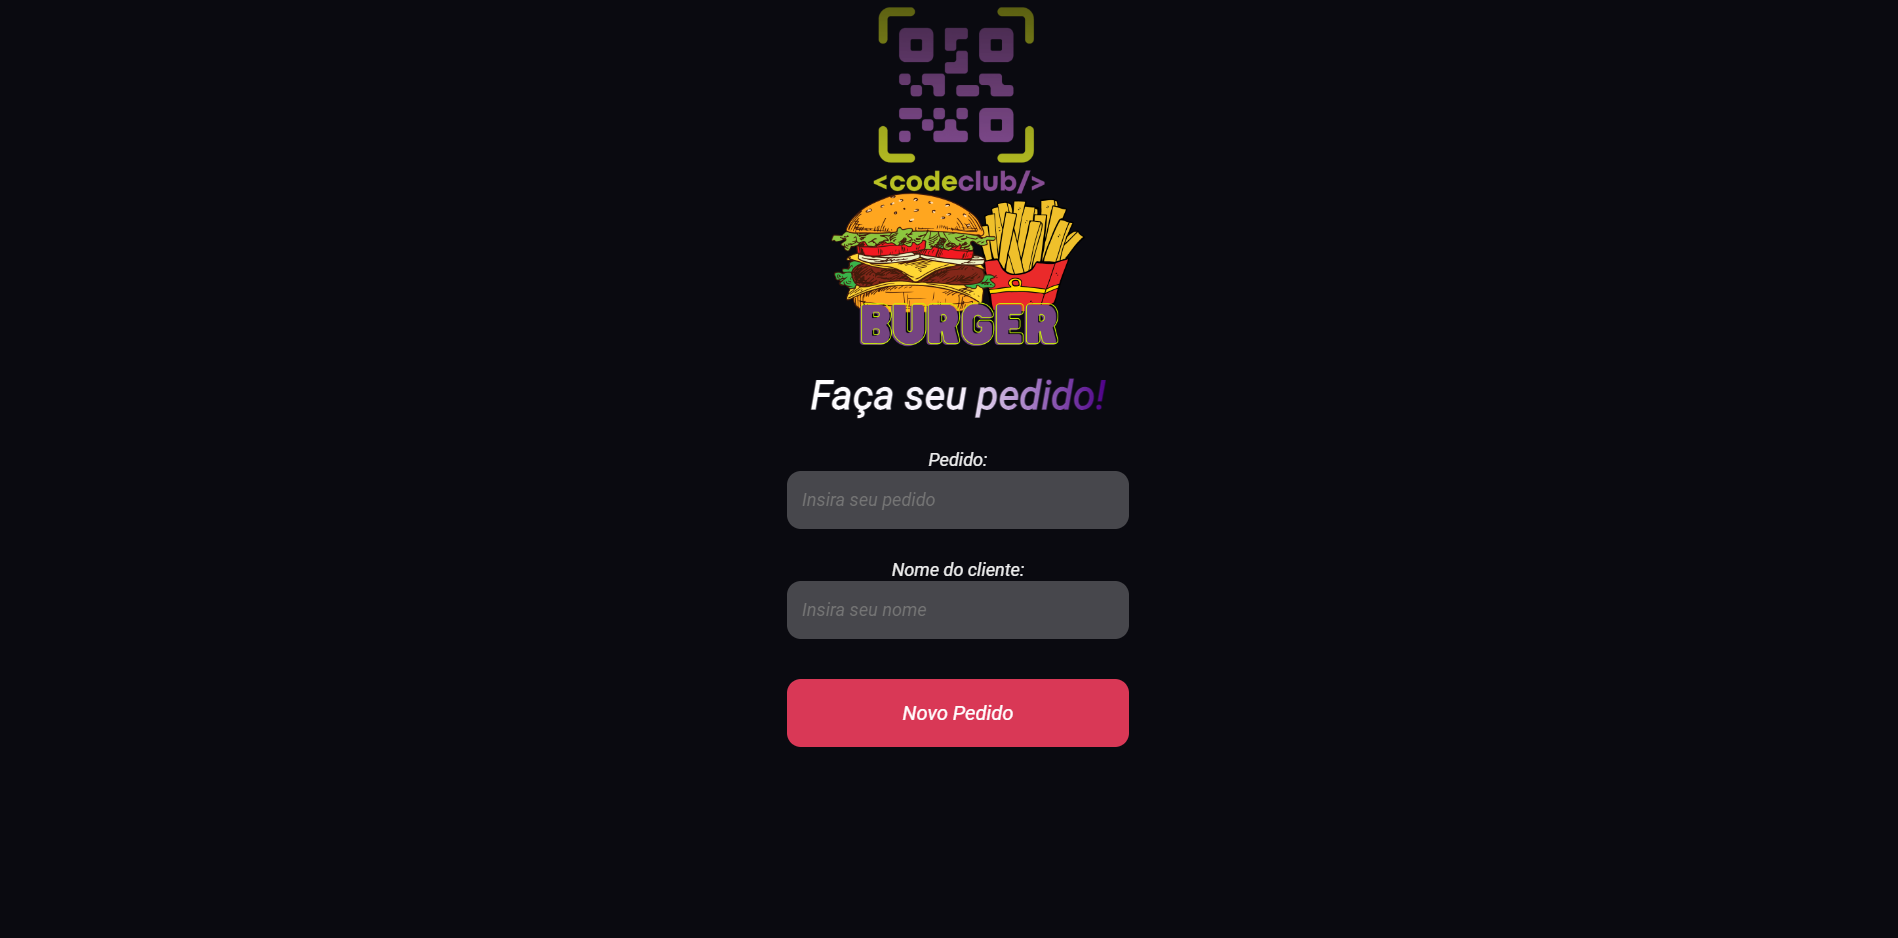 <codeclub/>
BURGER
Faça seu pedido!
Pedido:
Insira seu pedido
Nome do cliente:
Insira seu nome
Novo Pedido